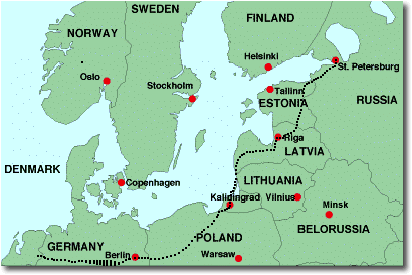 SWEDEN
FINLAND
NORWAY
Helsinki
St. Petersburg
Oslo
Stockholm
Tallinn
ESTONIA
RUSSIA
Riga
LATVIA
DENMARK
Copenhagen
LITHUANIA
Kalidingrad
Vilnius
Minsk
BELORUSSIA
POLAND
GERMANY
Berlin
Warsaw